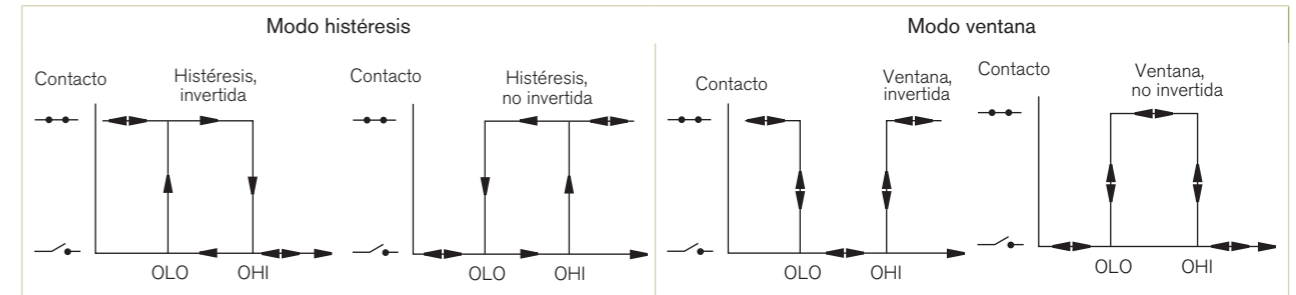 Modo histéresis
Modo ventana
Contacto
Histéresis,
invertida
OLO
OHI
Contacto
Histéresis,
no invertida
OLO
OHI
Contacto
Ventana,
invertida
OLO
OHI
Contacto
Ventana,
no invertida
OLO
OHI